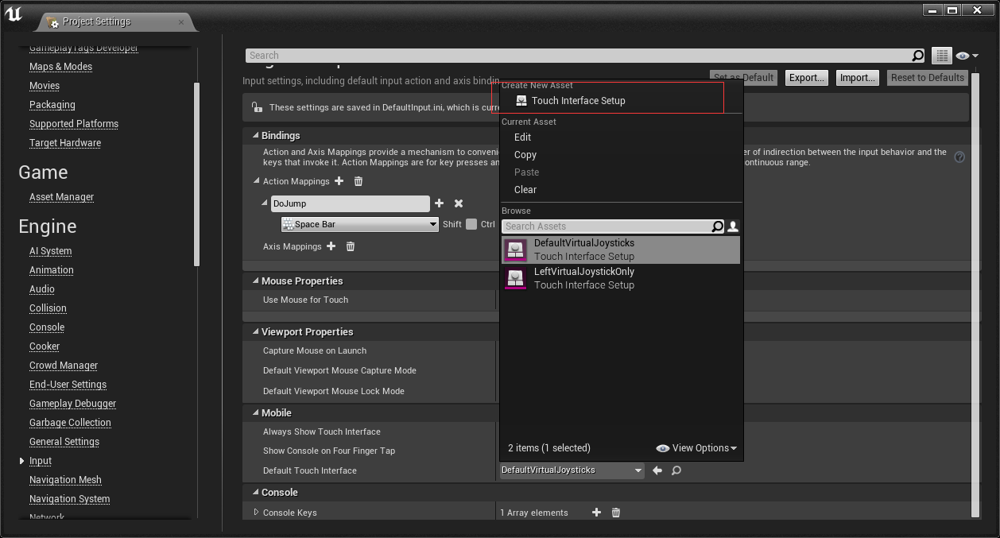 Project Settings
GameplayTags Developer
Maps & Modes
Movies
Packaging
Supported Platforms
Target Hardware
Game
Asset Manager
Engine
AI System
Animation
Audio
Collision
Console
Cooker
Crowd Manager
End-User Settings
Gameplay Debugger
Garbage Collection
General Settings
Input
Navigation Mesh
Navigation System
Network
Search
Input settings, including default input action and axis bindin
Set as Default
Export...
Import...
Reset to Defaults
These settings are saved in DefaultInput.ini, which is curre
Bindings
Action and Axis Mappings provide a mechanism to conveni
er of indirection between the input behavior and the
keys that invoke it. Action Mappings are for key presses an
ontinuous range.
Action Mappings
DoJump
Space Bar
Shift
Ctrl
Axis Mappings
Mouse Properties
Use Mouse for Touch
Viewport Properties
Capture Mouse on Launch
Default Viewport Mouse Capture Mode
Default Viewport Mouse Lock Mode
Mobile
Always Show Touch Interface
Show Console on Four Finger Tap
Default Touch Interface
DefaultVirtualJoysticks
Console
Console Keys
1 Array elements
Create New Asset
Touch Interface Setup
Current Asset
Edit
Copy
Paste
Clear
Browse
Search Assets
DefaultVirtualJoysticks
Touch Interface Setup
LeftVirtualJoystickOnly
Touch Interface Setup
2 items (1 selected)
View Options